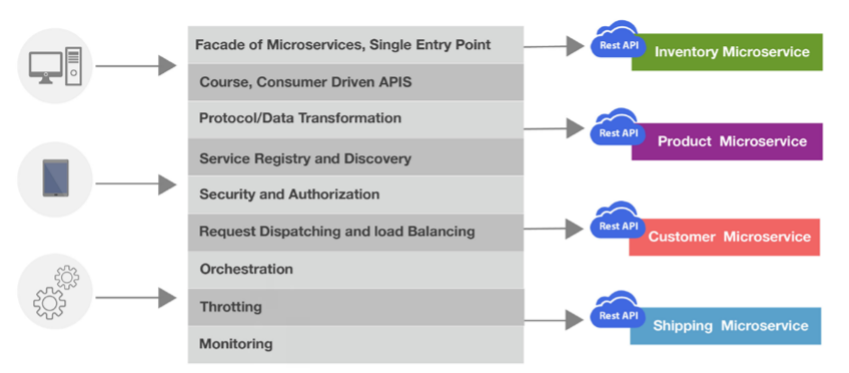 Facade of Microservices, Single Entry Point
Course, Consumer Driven APIS
Protocol/Data Transformation
Service Registry and Discovery
Security and Authorization
Request Dispatching and load Balancing
Orchestration
Throtting
Monitoring
Rest API
Inventory Microservice
Rest API
Product Microservice
Rest API
Customer Microservice
Rest API
Shipping Microservice